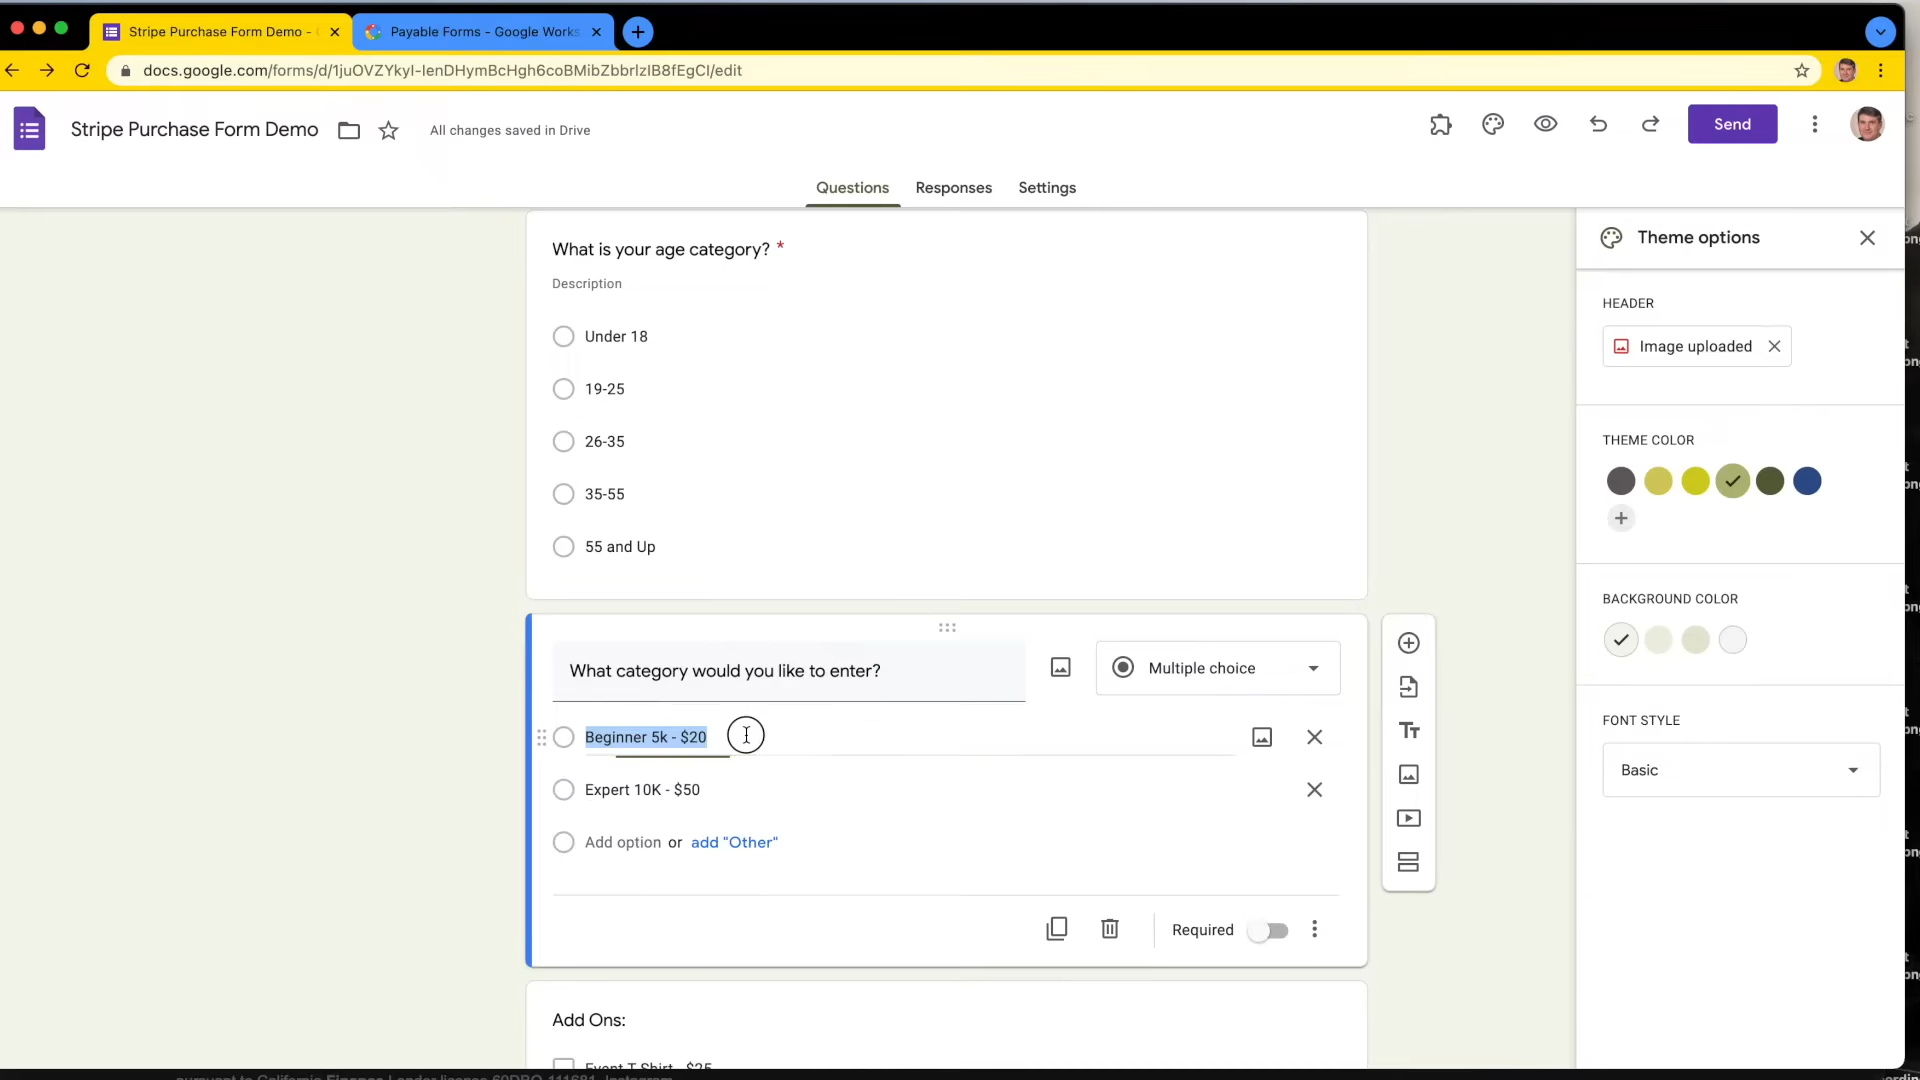 Stripe Purchase Form Demo -
Payable Forms - Google Works
docs.google.com/forms/d/1juOVZYkyI-IenDHymBcHgh6coBMibZbbrlzIB8fEgCI/edit
Stripe Purchase Form Demo
All changes saved in Drive
Send
Questions
Responses
Settings
What is your age category? *
Description
Under 18
19-25
26-35
35-55
55 and Up
What category would you like to enter?
Multiple choice
Beginner 5k - $20
Expert 10K - $50
Add option or add "Other"
Required
Add Ons:
Event T Shirt - $25
Theme options
HEADER
Image uploaded
THEME COLOR
BACKGROUND COLOR
FONT STYLE
Basic